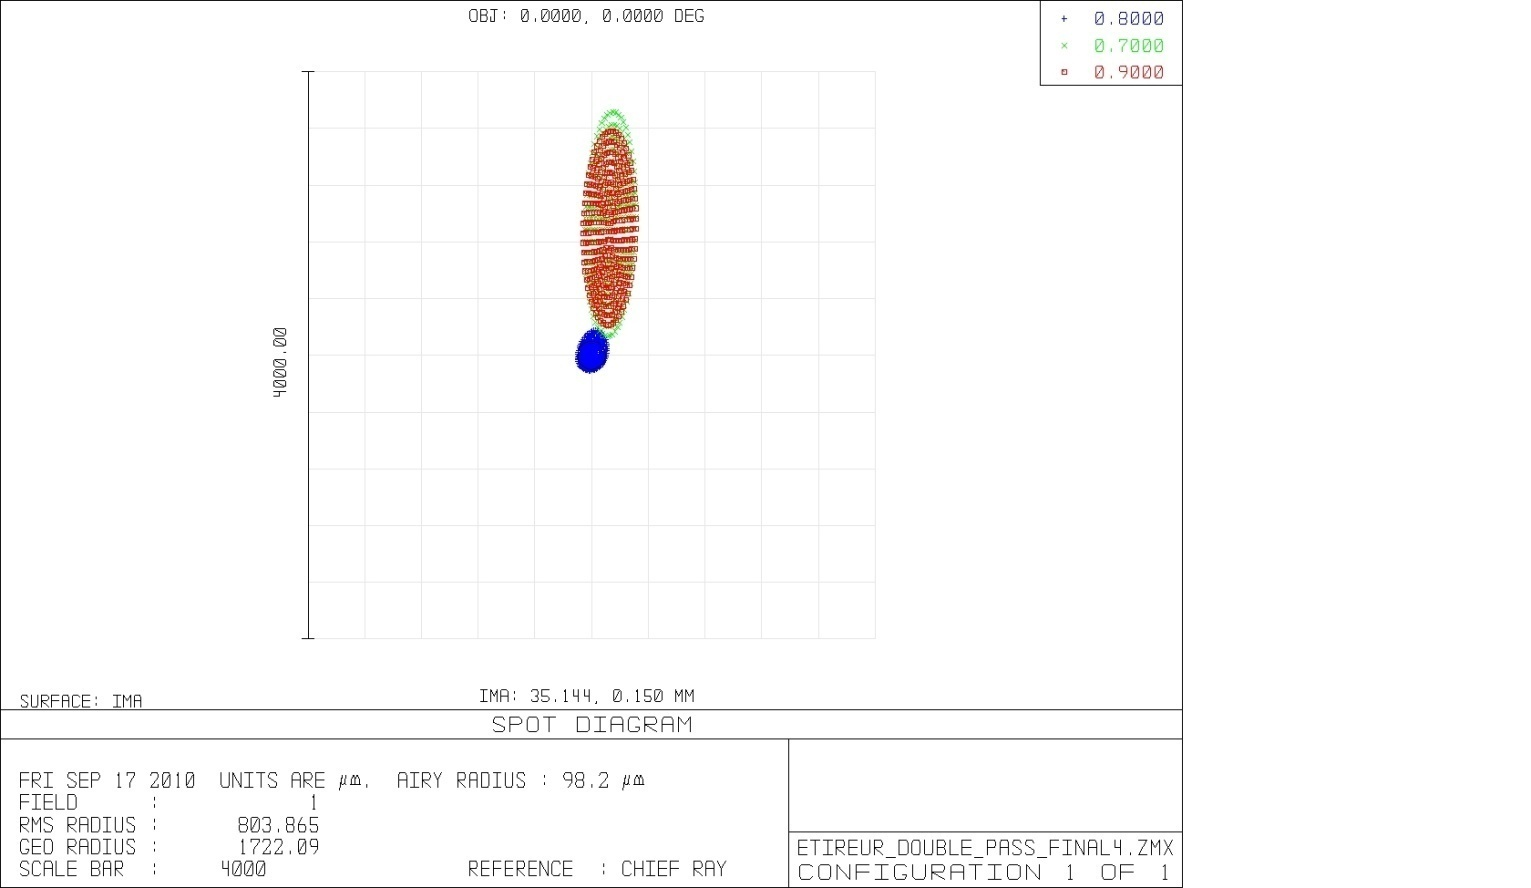 OBJ: 0.0000, 0.0000 DEG
+ 0.8000
× 0.7000
0.9000
4000.00
IMA: 35.144, 0.150 MM
SURFACE: IMA
SPOT DIAGRAM
FRI SEP 17 2010 UNITS ARE µm. AIRY RADIUS : 98.2 µm
FIELD : 1
RMS RADIUS : 803.865
GEO RADIUS : 1722.09
SCALE BAR : 4000 REFERENCE : CHIEF RAY
ETIREUR_DOUBLE_PASS_FINAL4.ZMX
CONFIGURATION 1 OF 1